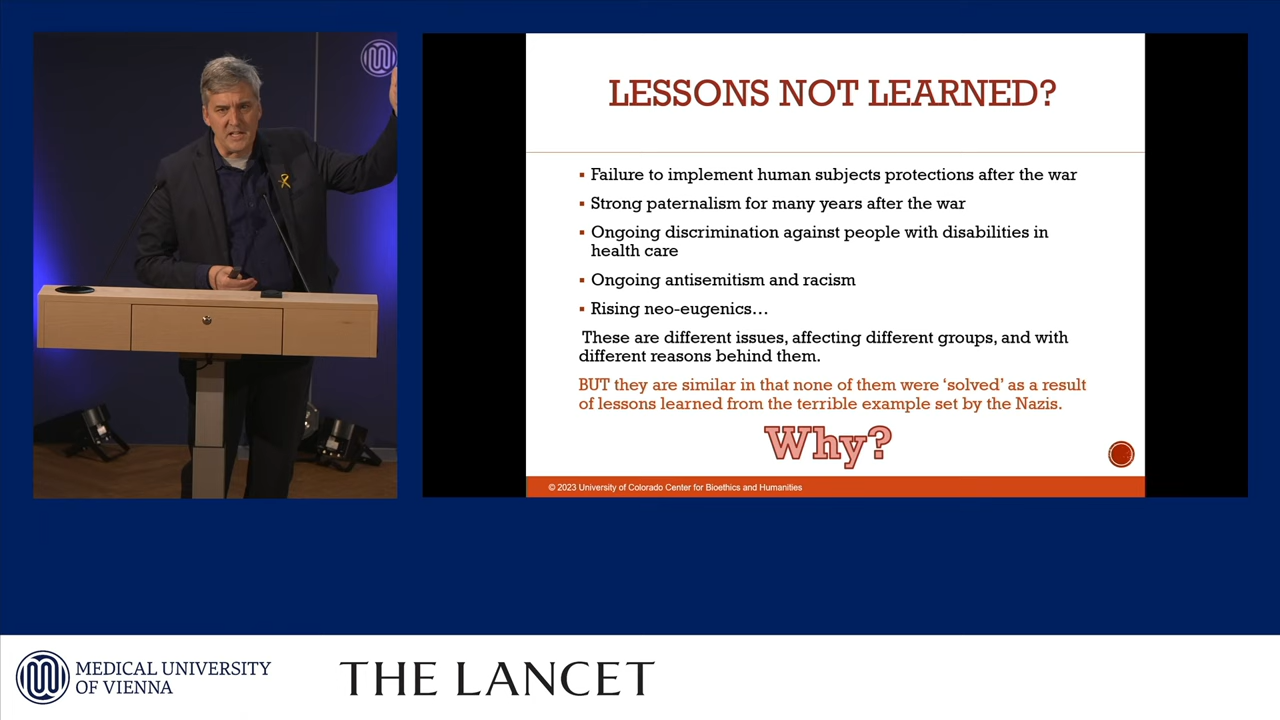 LESSONS NOT LEARNED?
▪ Failure to implement human subjects protections after the war
▪ Strong paternalism for many years after the war
▪ Ongoing discrimination against people with disabilities in
health care
▪ Ongoing antisemitism and racism
▪ Rising neo-eugenics…
These are different issues, affecting different groups, and with
different reasons behind them.
BUT they are similar in that none of them were ‘solved’ as a result
of lessons learned from the terrible example set by the Nazis.
Why?
© 2023 University of Colorado Center for Bioethics and Humanities
MEDICAL UNIVERSITY
OF VIENNA
THE LANCET